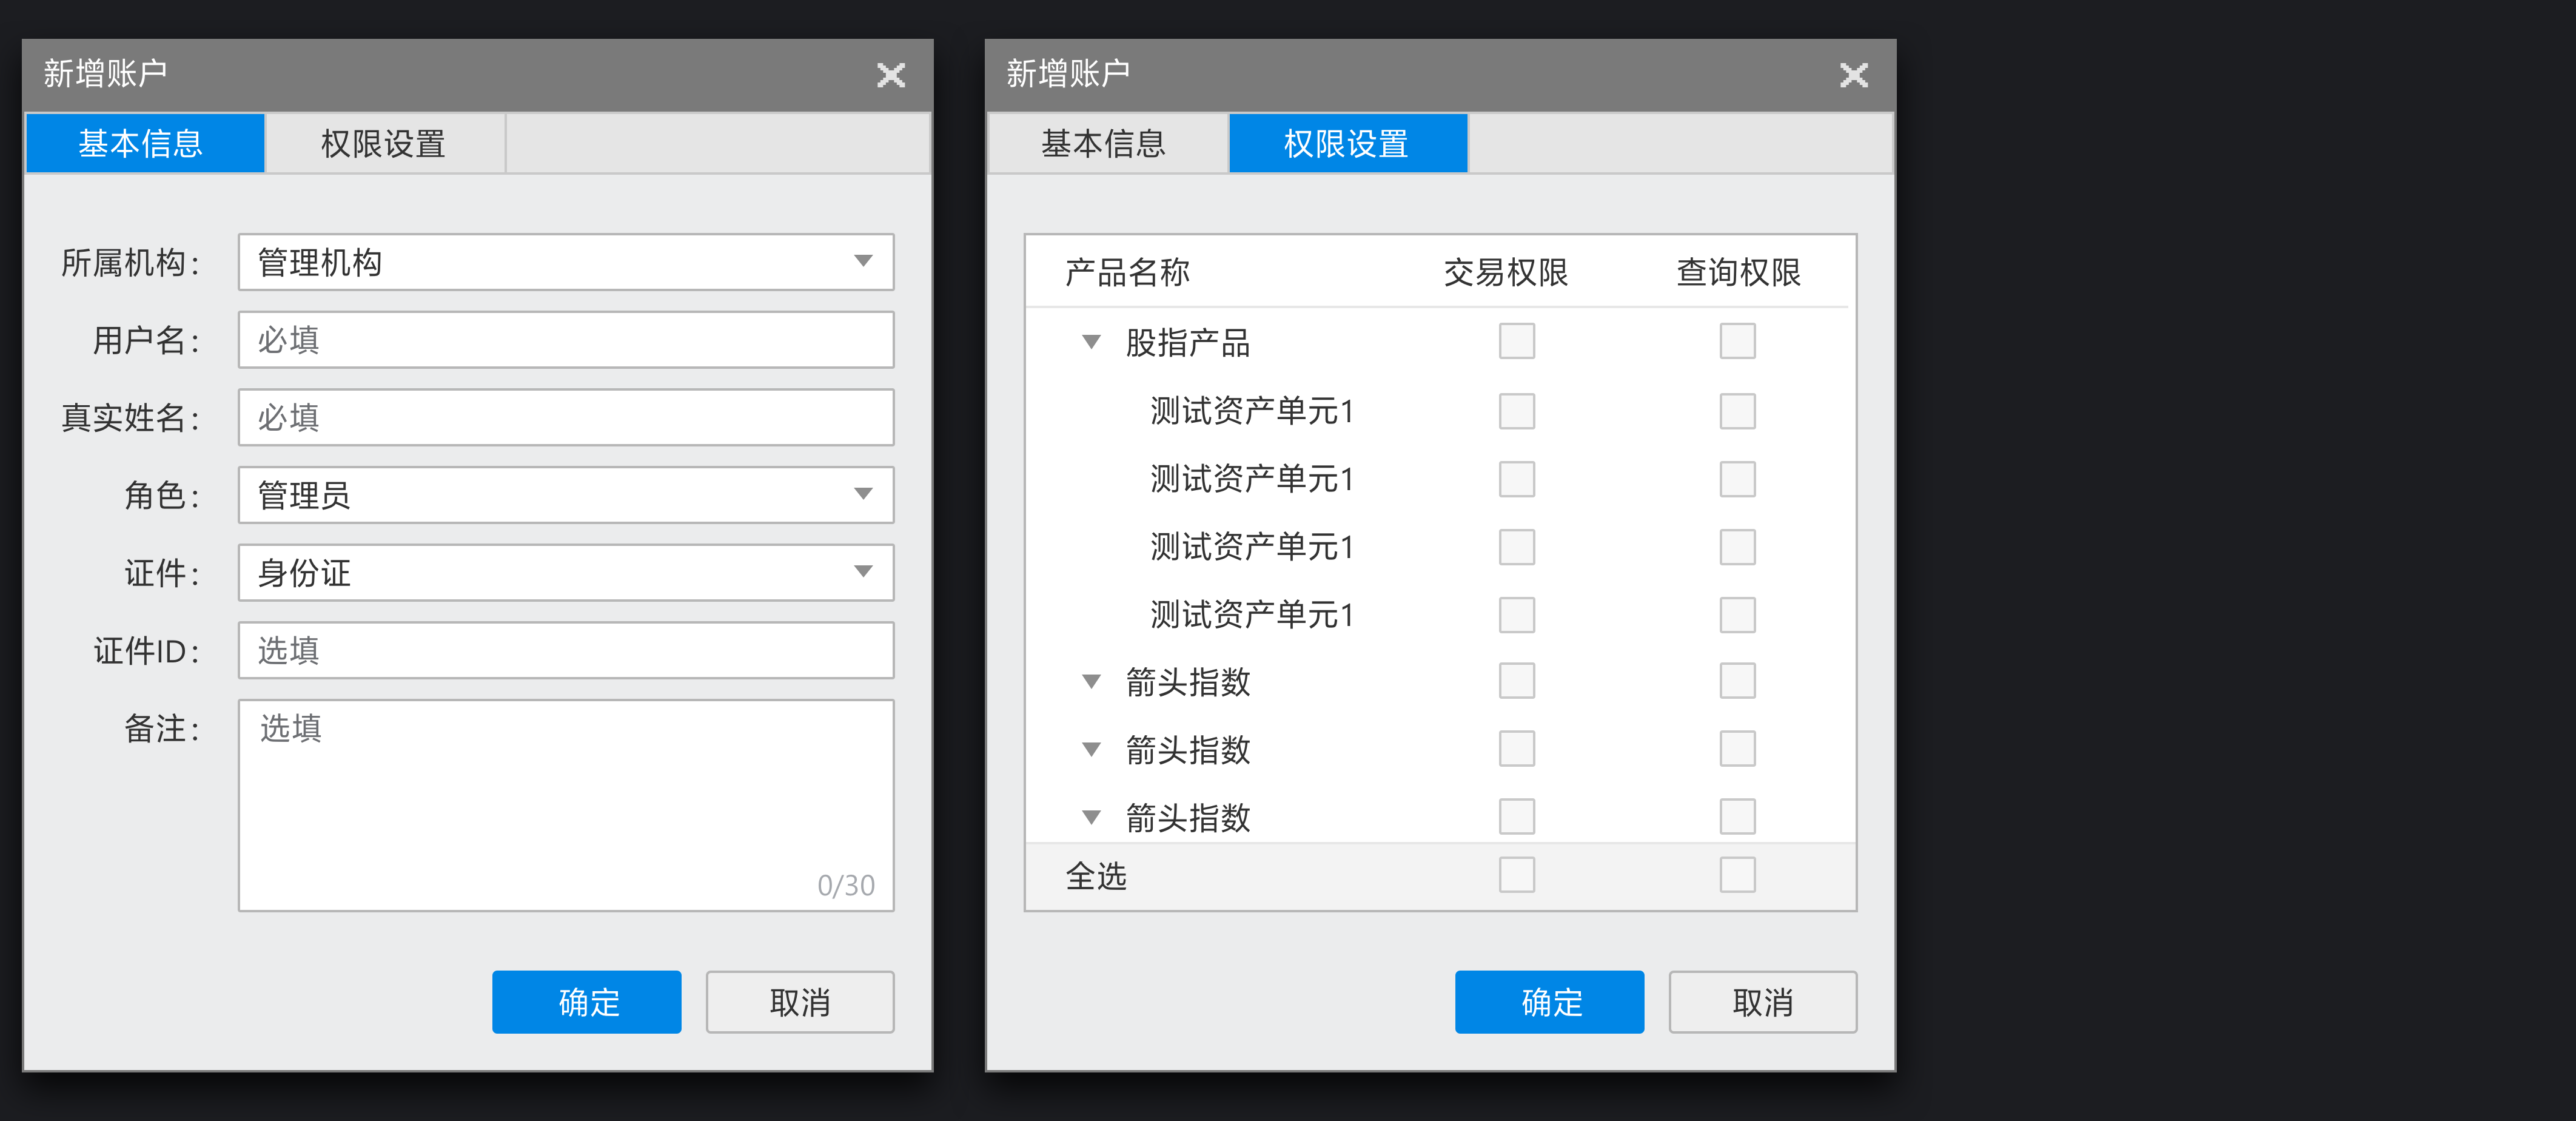 新增账户
基本信息 权限设置
所属机构： 管理机构
用户名： 必填
真实姓名： 必填
角色： 管理员
证件： 身份证
证件ID： 选填
备注： 选填
0/30
确定 取消
新增账户
基本信息 权限设置
产品名称 交易权限 查询权限
股指产品
测试资产单元1
测试资产单元1
测试资产单元1
测试资产单元1
箭头指数
箭头指数
箭头指数
全选
确定 取消